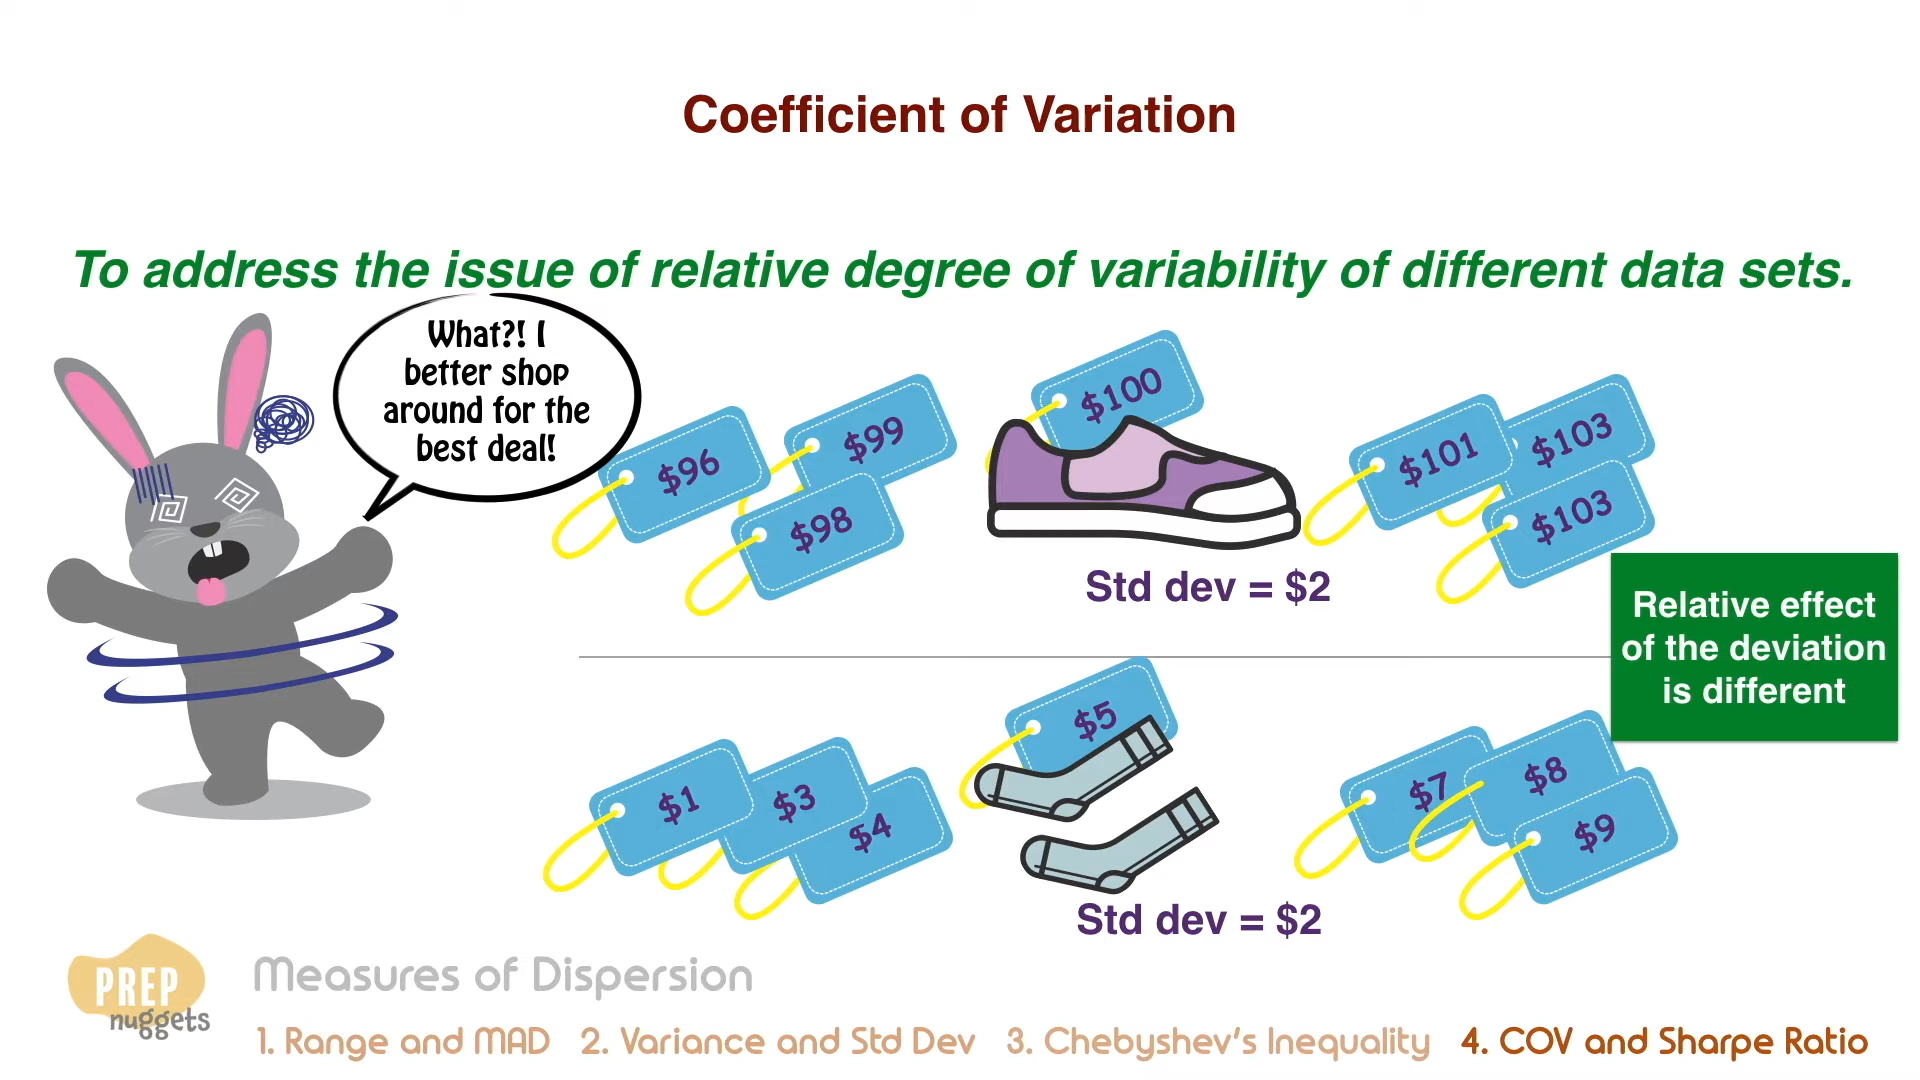 Coefficient of Variation
To address the issue of relative degree of variability of different data sets.
What?! I
better shop
around for the
best deal!
$96
$99
$98
$100
$101
$103
$103
Std dev = $2
Relative effect
of the deviation
is different
$1
$3
$4
$5
$7
$8
$9
Std dev = $2
PREP
nuggets
Measures of Dispersion
1. Range and MAD 2. Variance and Std Dev 3. Chebyshev's Inequality 4. COV and Sharpe Ratio